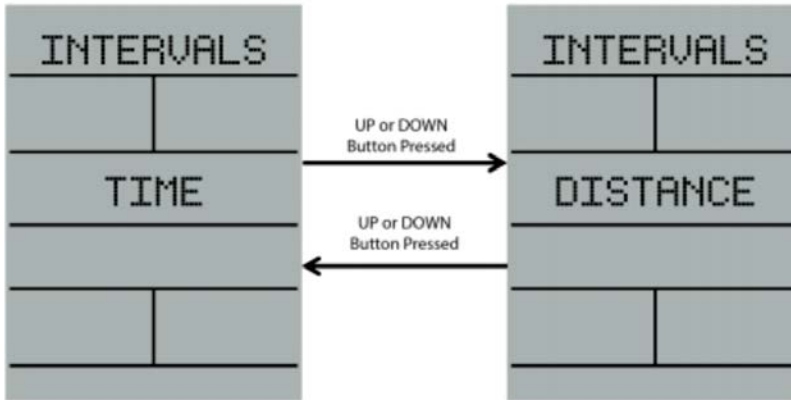 INTERVALS
TIME
UP or DOWN
Button Pressed
UP or DOWN
Button Pressed
INTERVALS
DISTANCE